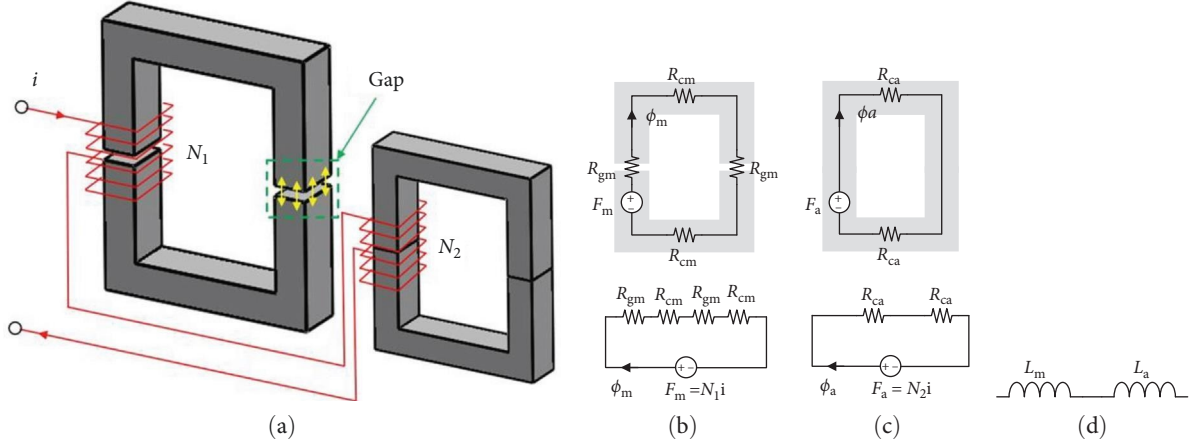 i
N1
Gap
N2
(a)
Rcm
ϕm
Rgm
Rgm
Fm
+
−
Rcm
Rgm Rcm Rgm Rcm
+ −
ϕm
Fm = N1i
(b)
Rca
ϕa
Fa
+
−
Rca
Rca Rca
+ −
ϕa
Fa = N2i
(c)
Lm La
(d)